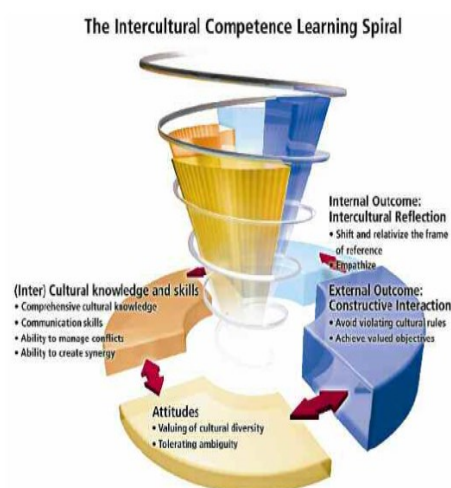 The Intercultural Competence Learning Spiral
Internal Outcome:
Intercultural Reflection
• Shift and relativize the frame
of reference
• Empathize
(Inter) Cultural knowledge and skills
• Comprehensive cultural knowledge
• Communication skills
• Ability to manage conflicts
• Ability to create synergy
External Outcome:
Constructive Interaction
• Avoid violating cultural rules
• Achieve valued objectives
Attitudes
• Valuing of cultural diversity
• Tolerating ambiguity